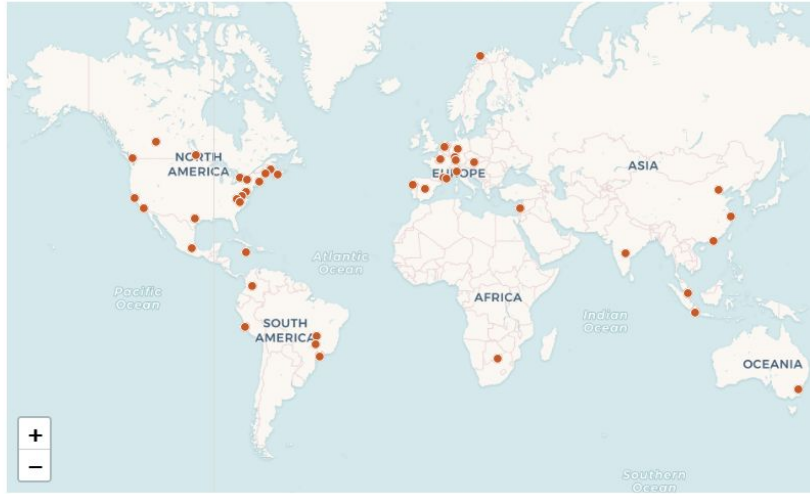 NORTH
AMERICA
EUROPE
ASIA
Atlantic
Ocean
Pacific
Ocean
AFRICA
Indian
Ocean
SOUTH
AMERICA
OCEANIA
+
−
Southern
Ocean